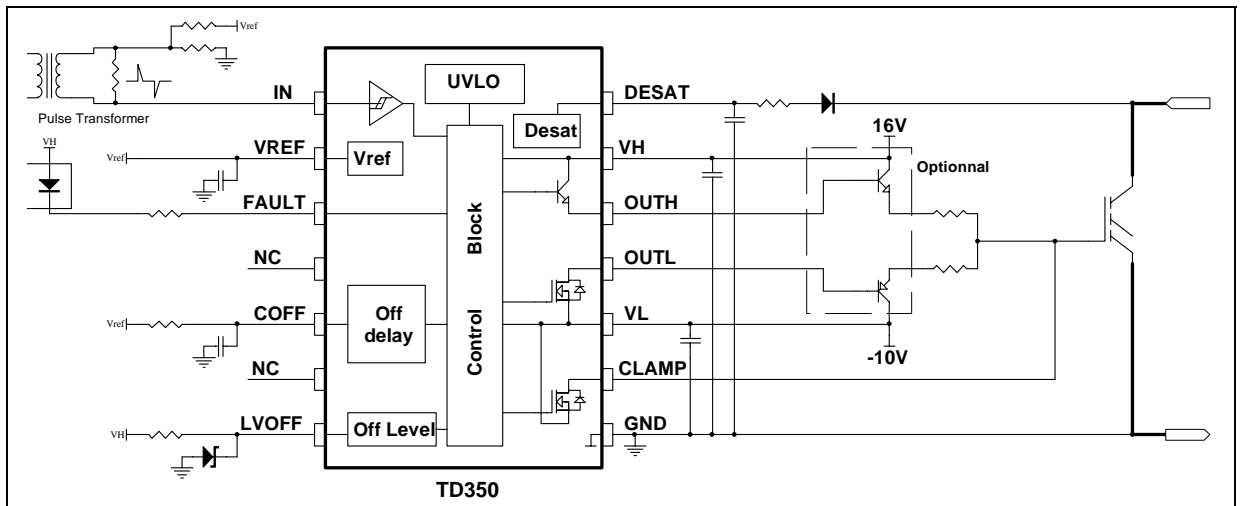 Vref
Pulse Transformer
IN
UVLO
DESAT
Desat
VH
16V
Optionnal
Vref
VREF
Vref
VH
FAULT
OUTH
NC
OUTL
Control Block
Vref
COFF
Off delay
VL
-10V
NC
CLAMP
VH
LVOFF
Off Level
GND
TD350